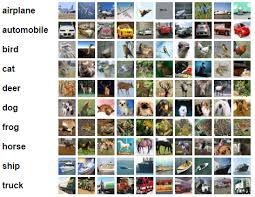 airplane
automobile
bird
cat
deer
dog
frog
horse
ship
truck